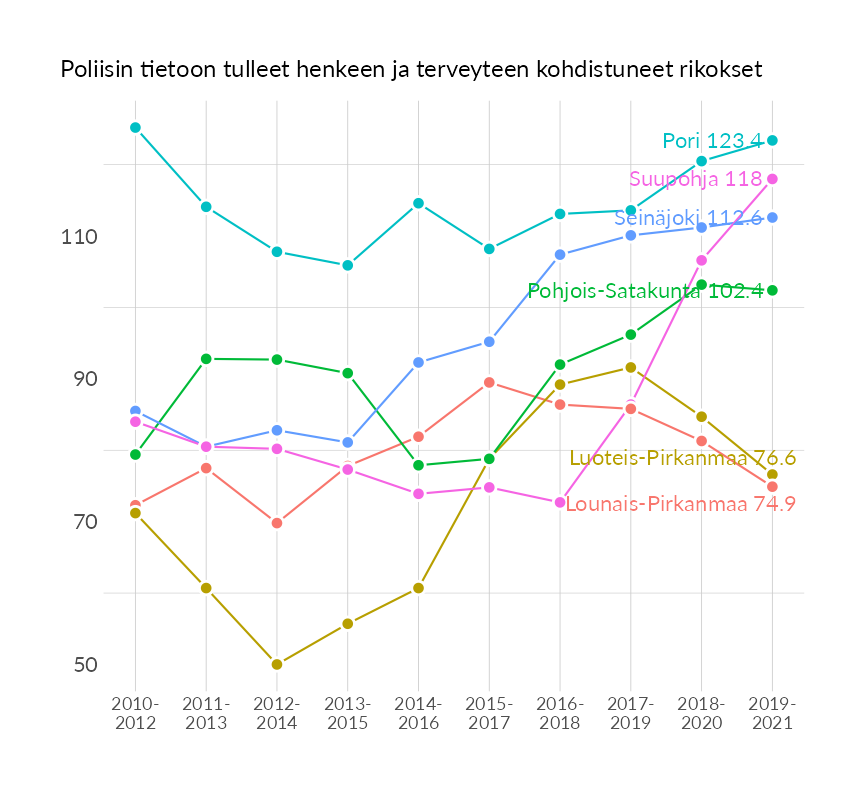 Poliisin tietoon tulleet henkeen ja terveyteen kohdistuneet rikokset
Pori 123.4
Suupohja 118
Seinäjoki 112.6
110
Pohjois-Satakunta 102.4
90
Luoteis-Pirkanmaa 76.6
Lounais-Pirkanmaa 74.9
70
50
2010- 2011- 2012- 2013- 2014- 2015- 2016- 2017- 2018- 2019-
2012 2013 2014 2015 2016 2017 2018 2019 2020 2021